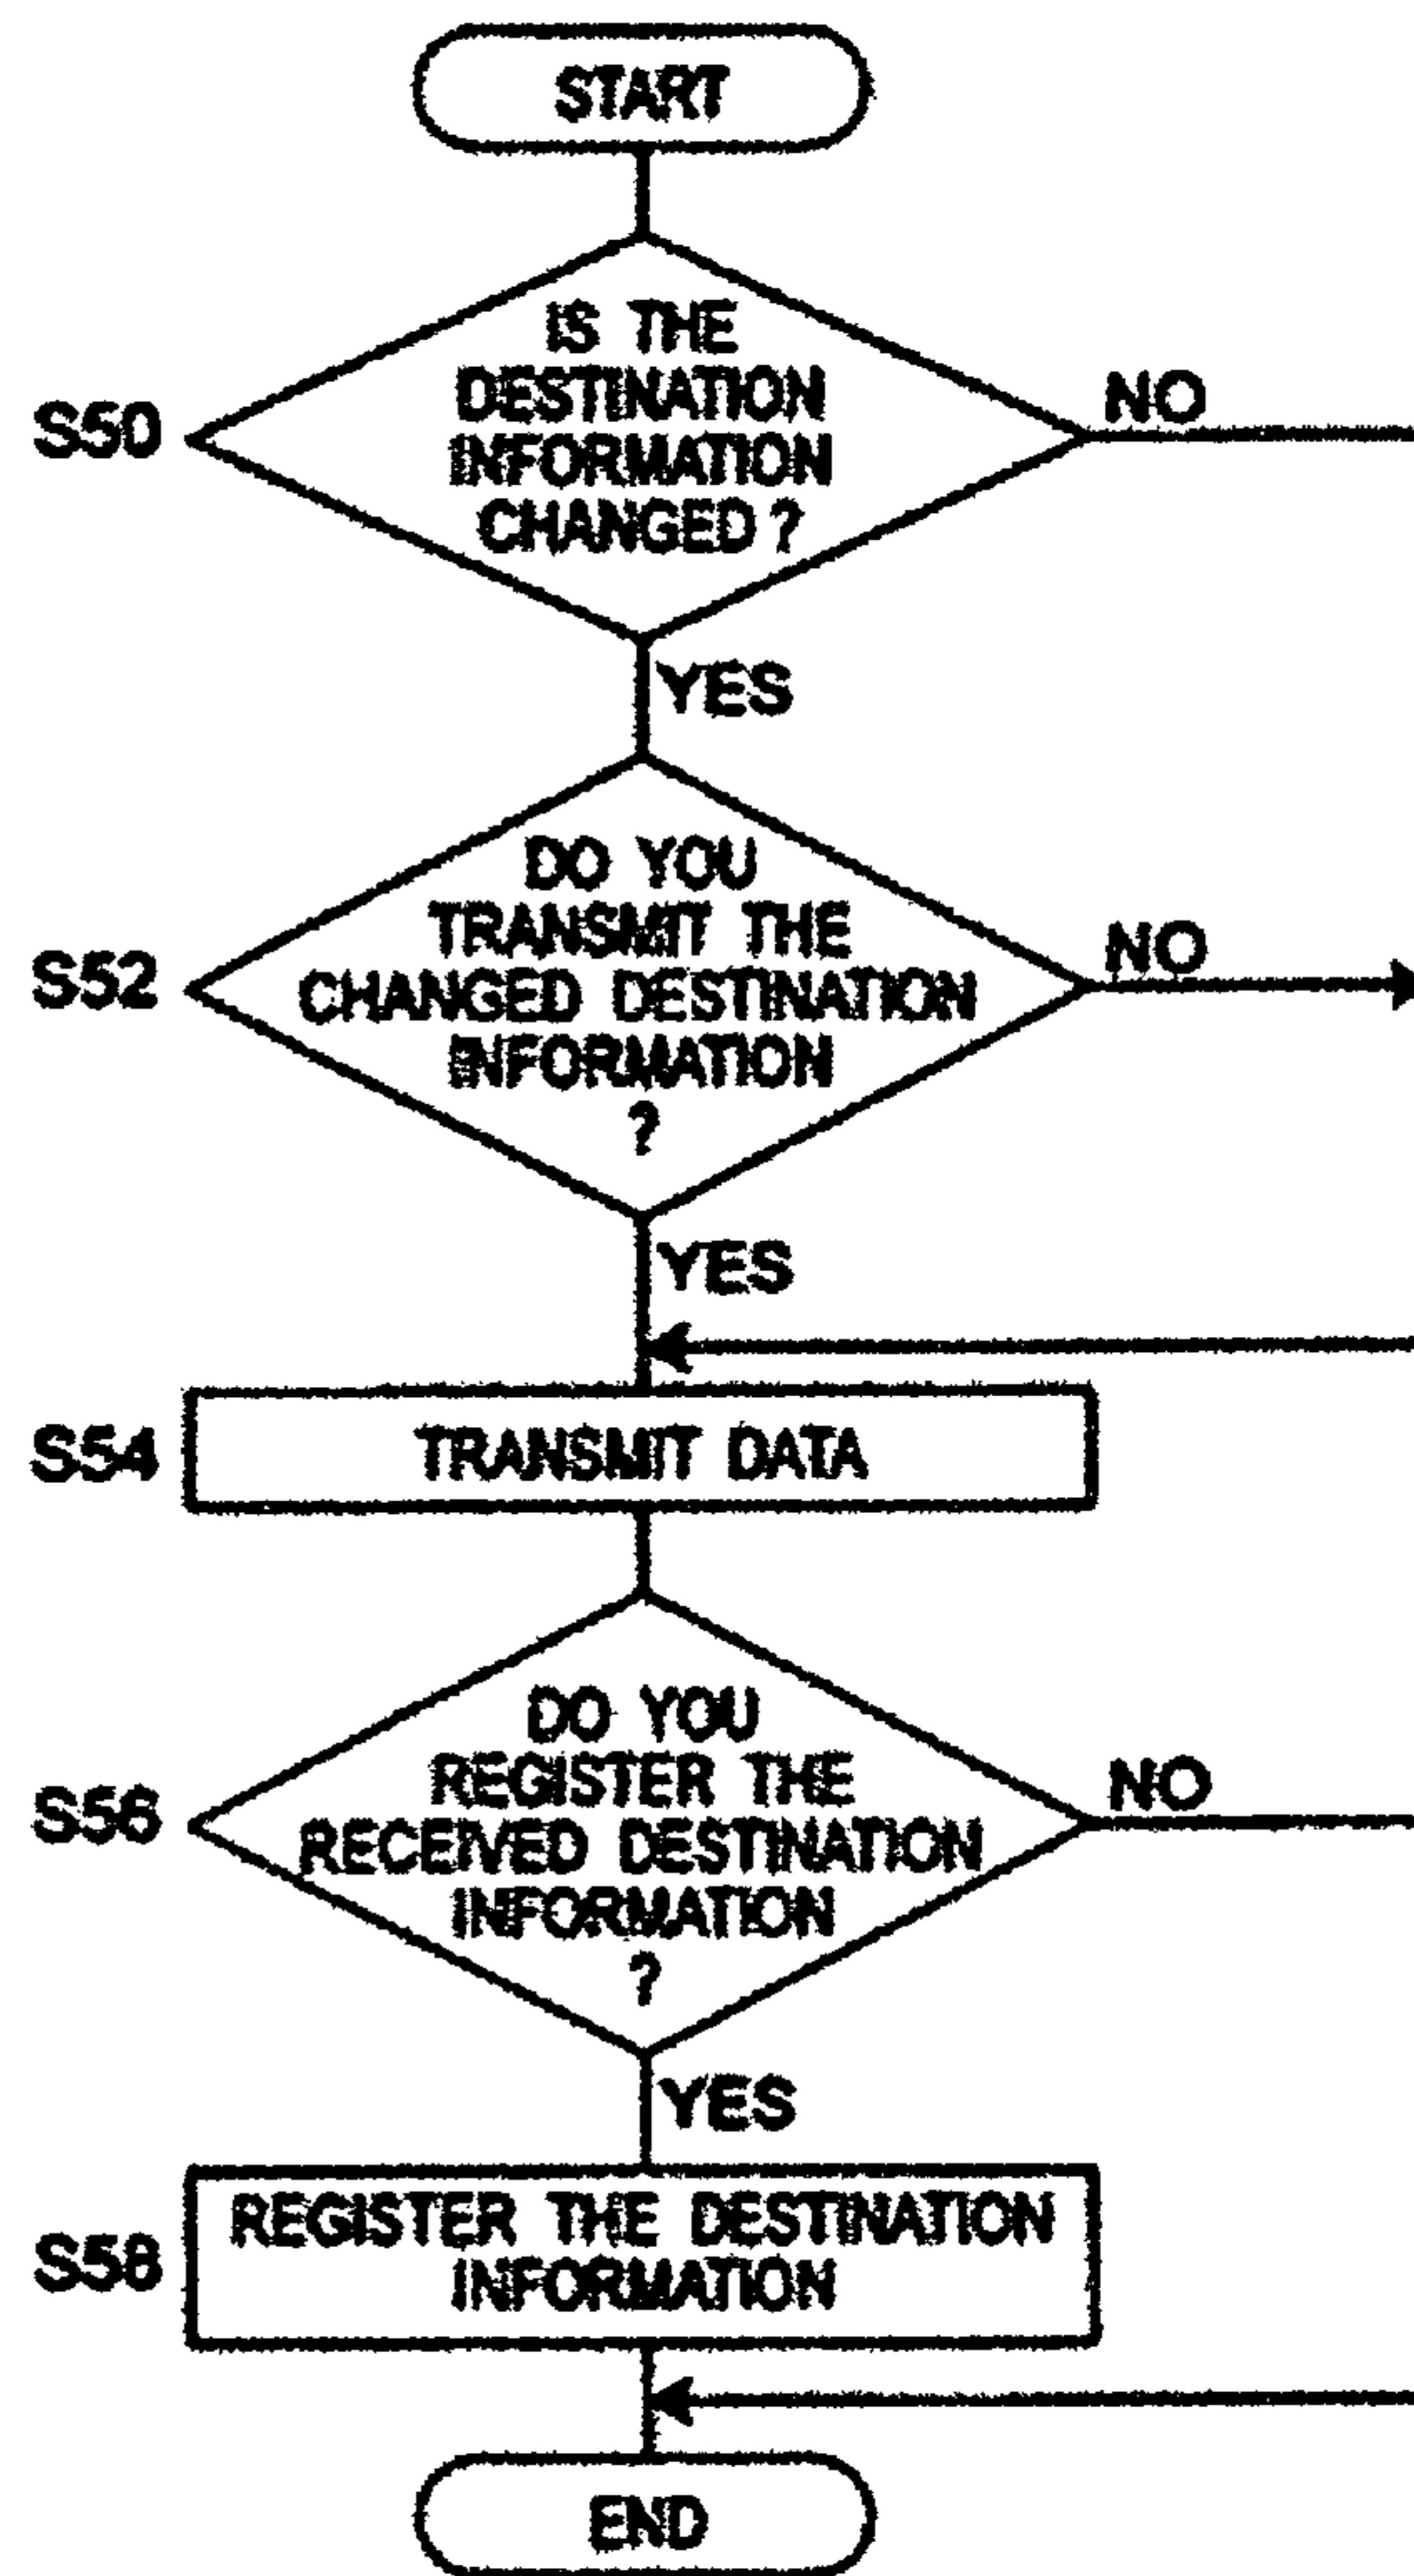 START
IS THE
DESTINATION
INFORMATION
CHANGED ?
S50
NO
YES
DO YOU
TRANSMIT THE
CHANGED DESTINATION
INFORMATION
?
S52
NO
YES
S54
TRANSMIT DATA
DO YOU
REGISTER THE
RECEIVED DESTINATION
INFORMATION
?
S56
NO
YES
REGISTER THE DESTINATION
INFORMATION
S58
END